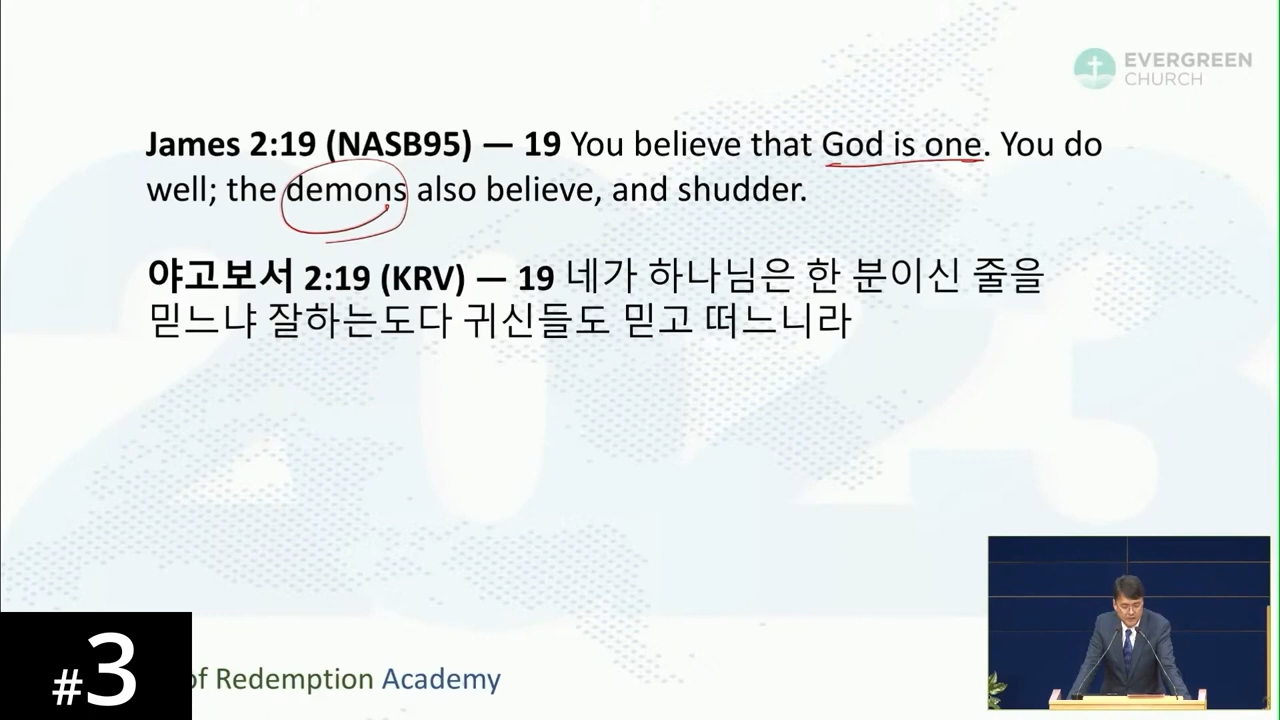 EVERGREEN
CHURCH
James 2:19 (NASB95) — 19 You believe that God is one. You do
well; the demons also believe, and shudder.
야고보서 2:19 (KRV) — 19 네가 하나님은 한 분이신 줄을
믿느냐 잘하는도다 귀신들도 믿고 떠느니라
#3
of Redemption Academy